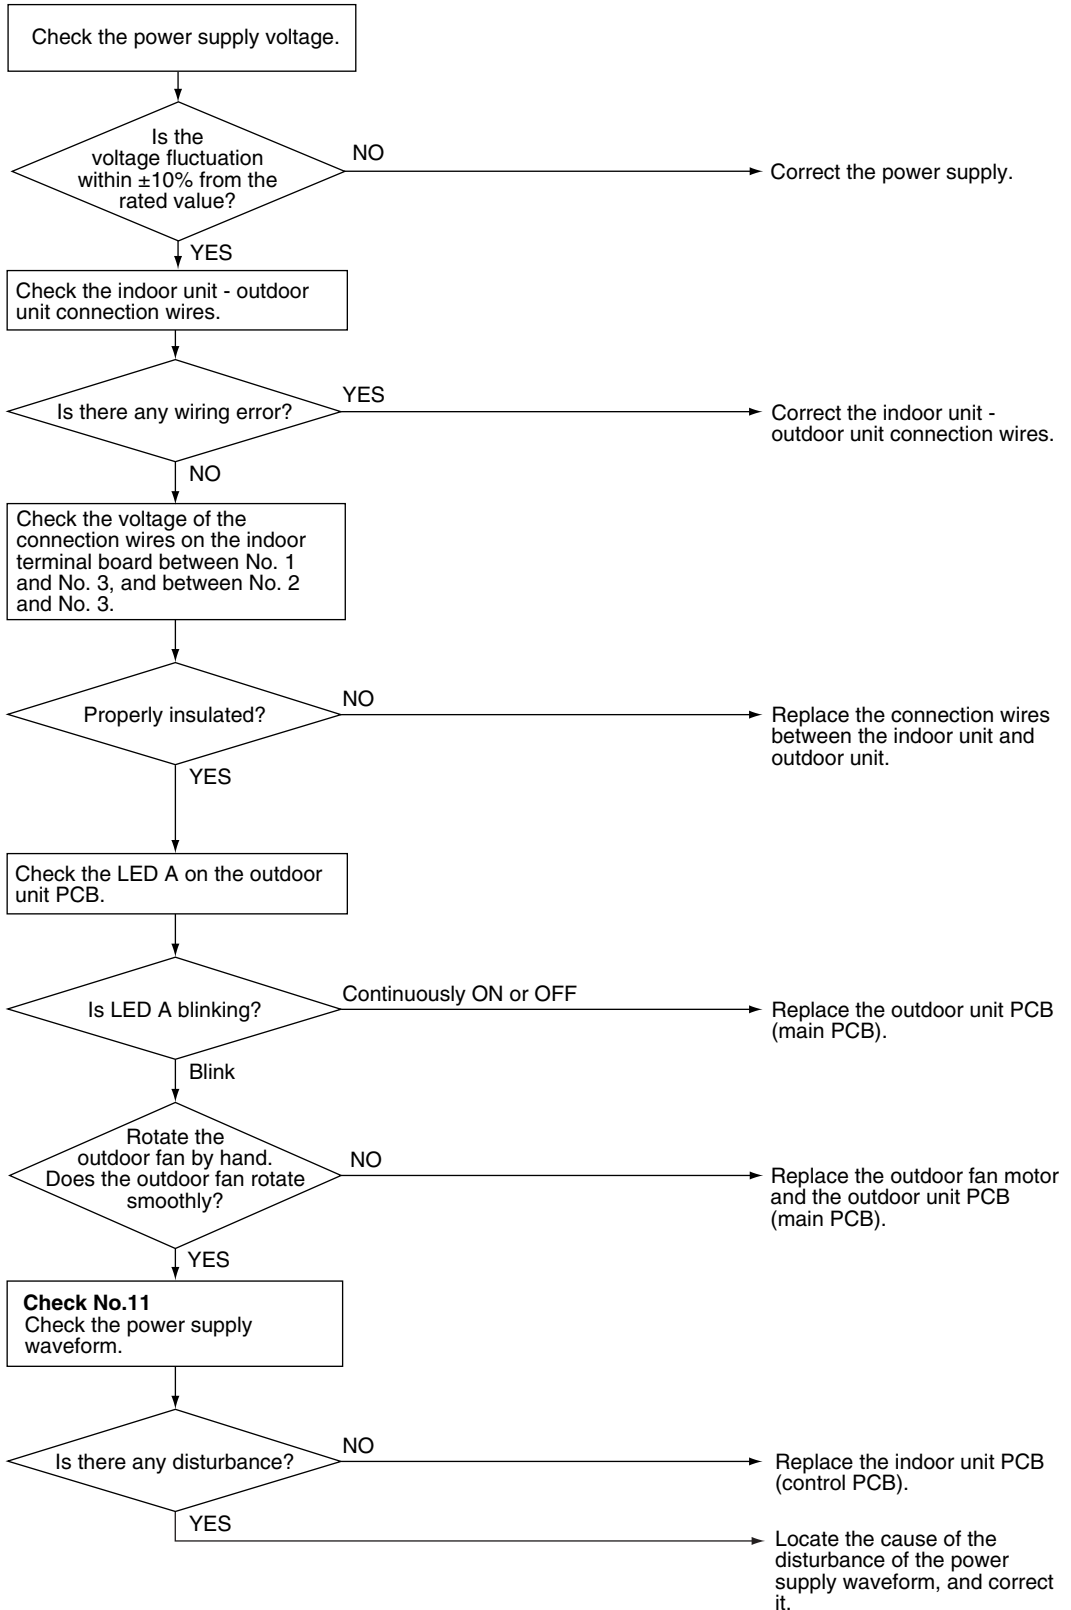 Check the power supply voltage.
Is the
voltage fluctuation
within ±10% from the
rated value?
NO
Correct the power supply.
YES
Check the indoor unit - outdoor
unit connection wires.
Is there any wiring error?
YES
Correct the indoor unit -
outdoor unit connection wires.
NO
Check the voltage of the
connection wires on the indoor
terminal board between No. 1
and No. 3, and between No. 2
and No. 3.
Properly insulated?
NO
Replace the connection wires
between the indoor unit and
outdoor unit.
YES
Check the LED A on the outdoor
unit PCB.
Is LED A blinking?
Continuously ON or OFF
Replace the outdoor unit PCB
(main PCB).
Blink
Rotate the
outdoor fan by hand.
Does the outdoor fan rotate
smoothly?
NO
Replace the outdoor fan motor
and the outdoor unit PCB
(main PCB).
YES
Check No.11
Check the power supply
waveform.
Is there any disturbance?
NO
Replace the indoor unit PCB
(control PCB).
YES
Locate the cause of the
disturbance of the power
supply waveform, and correct
it.